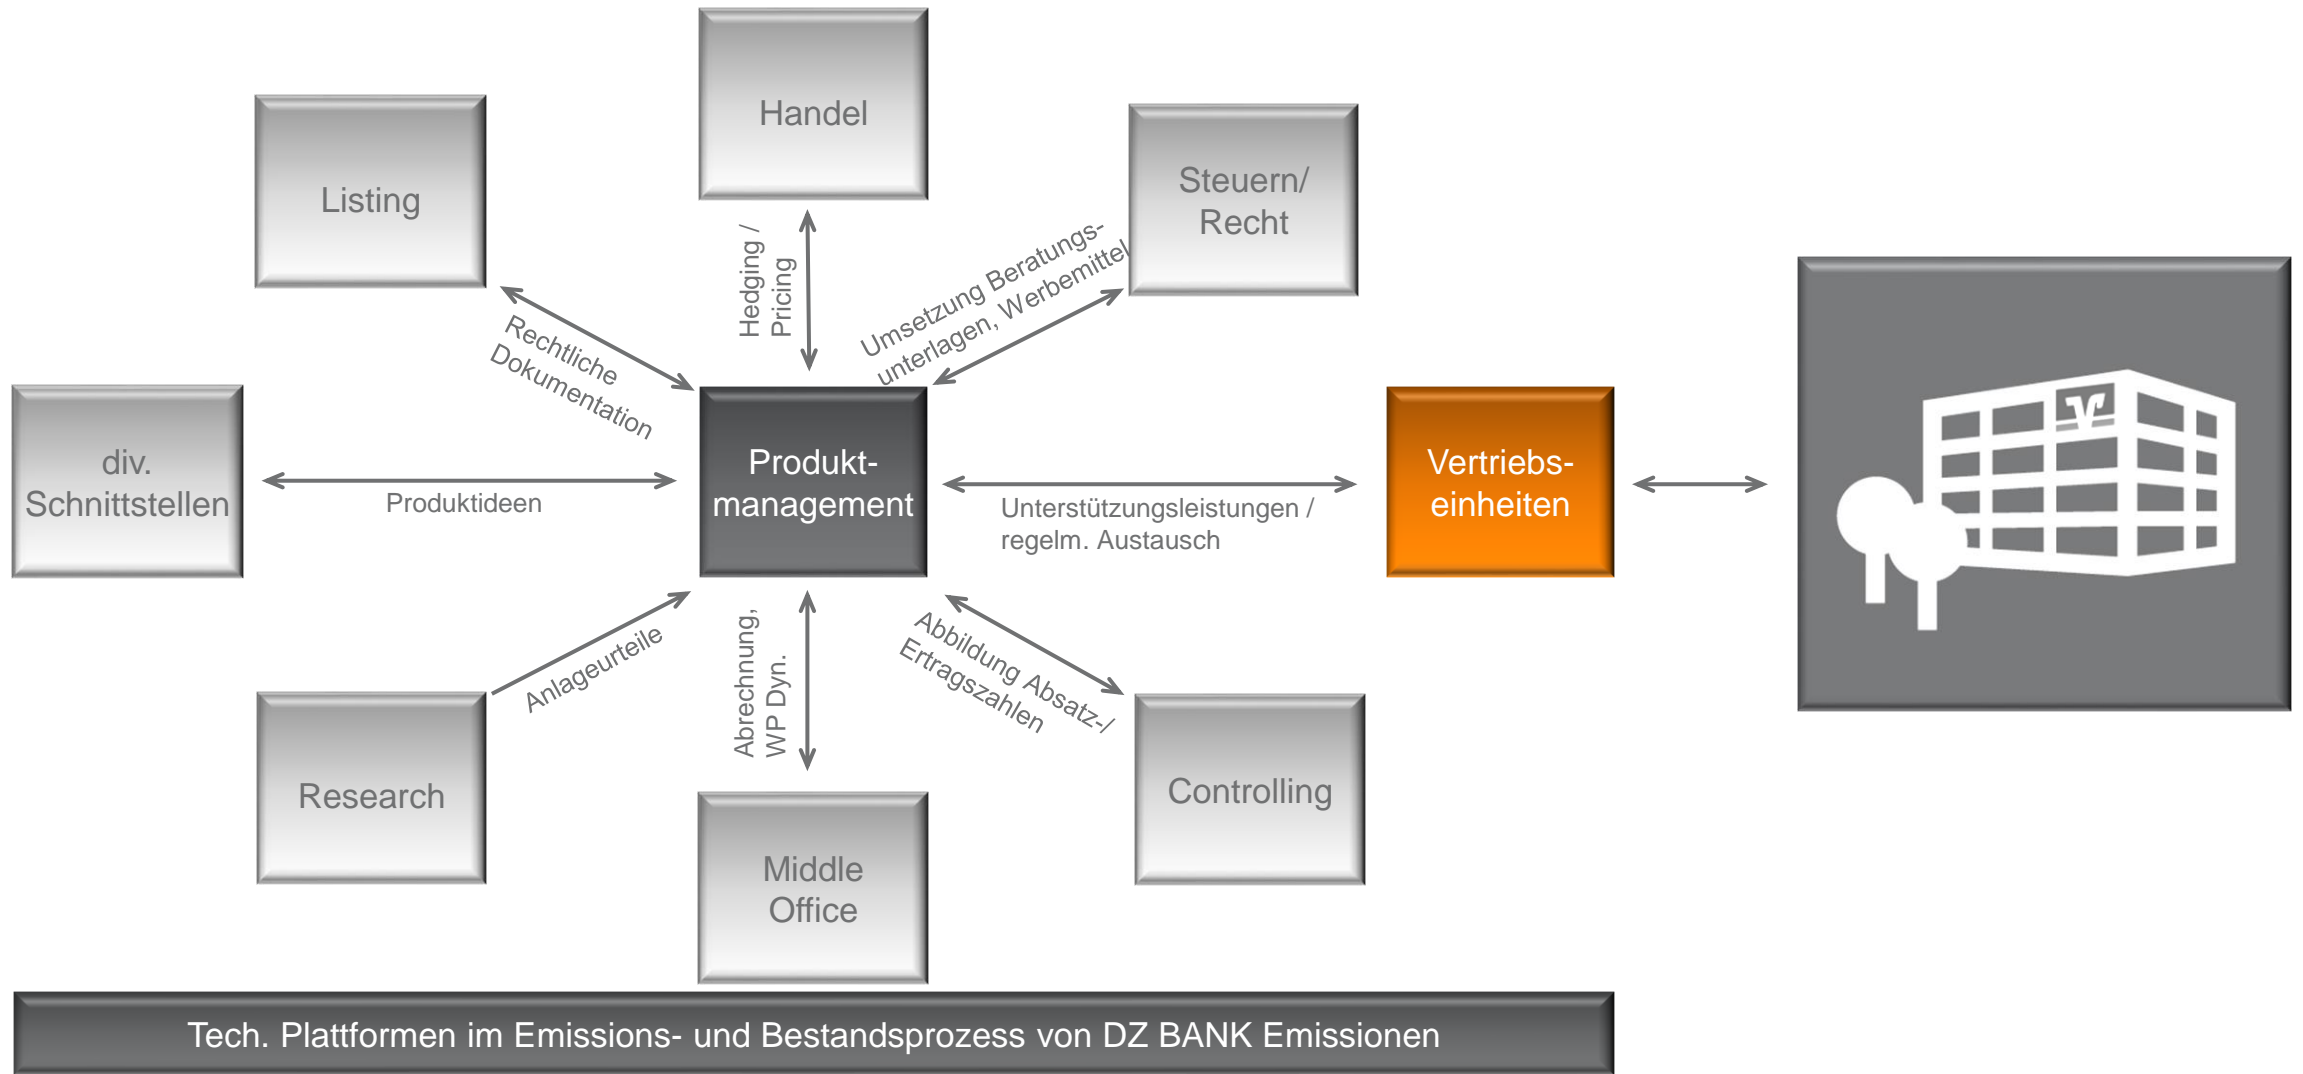 Handel
Listing
Steuern/
Recht
Hedging /
Pricing
Umsetzung Beratungs-
unterlagen, Werbemittel
Rechtliche
Dokumentation
div.
Schnittstellen
Produktideen
Produkt-
management
Unterstützungsleistungen /
regelm. Austausch
Vertriebs-
einheiten
Anlageurteile
Abrechnung,
WP Dyn.
Abbildung Absatz-/
Ertragszahlen
Research
Middle
Office
Controlling
Tech. Plattformen im Emissions- und Bestandsprozess von DZ BANK Emissionen